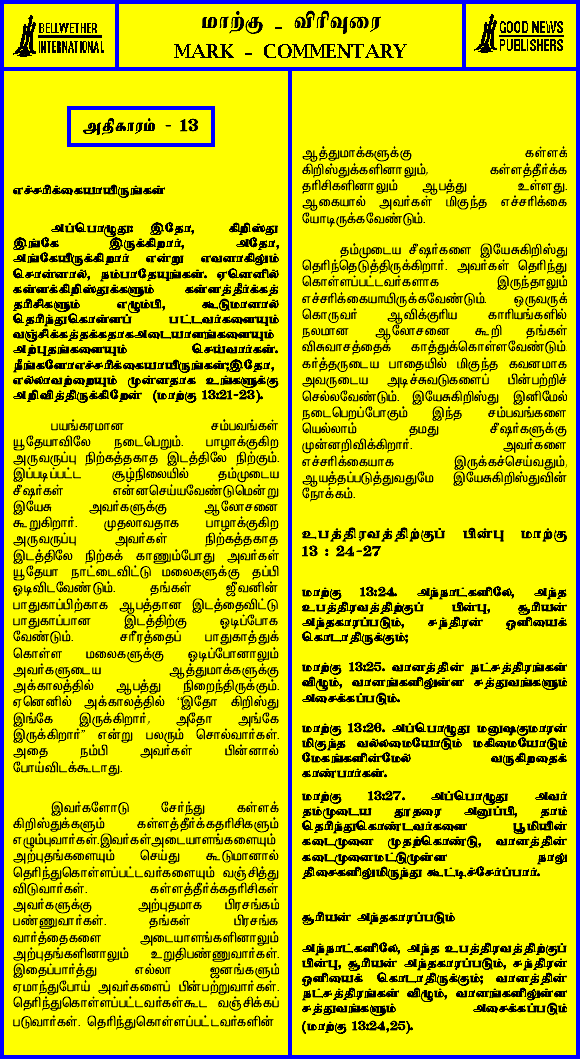 BELLWETHER
INTERNATIONAL
மாற்கு - விரிவுரை
MARK - COMMENTARY
GOOD NEWS
PUBLISHERS
அதிகாரம் - 13
எச்சரிக்கையாயிருங்கள்
அப்பொழுது: இதோ, கிறிஸ்து
இங்கே இருக்கிறார், அதோ,
அங்கேயிருக்கிறார் என்று எவனாகிலும்
சொன்னால், நம்பாதேயுங்கள். ஏனெனில்
கள்ளக்கிறிஸ்துக்களும் கள்ளத்தீர்க்கத்
தரிசிகளும் எழும்பி, கூடுமானால்
தெரிந்துகொள்ளப் பட்டவர்களையும்
வஞ்சிக்கத்தக்கதாகஅடையாளங்களையும்
அற்புதங்களையும் செய்வார்கள்.
நீங்களோஎச்சரிக்கையாயிருங்கள்;இதோ,
எல்லாவற்றையும் முன்னதாக உங்களுக்கு
அறிவித்திருக்கிறேன் (மாற்கு 13:21-23).
பயங்கரமான சம்பவங்கள்
யூதேயாவிலே நடைபெறும். பாழாக்குகிற
அருவருப்பு நிற்கத்தகாத இடத்திலே நிற்கும்.
இப்படிப்பட்ட சூழ்நிலையில் தம்முடைய
சீஷர்கள் என்னசெய்யவேண்டுமென்று
இயேசு அவர்களுக்கு ஆலோசனை
கூறுகிறார். முதலாவதாக பாழாக்குகிற
அருவருப்பு அவர்கள் நிற்கத்தகாத
இடத்திலே நிற்கக் காணும்போது அவர்கள்
யூதேயா நாட்டைவிட்டு மலைகளுக்கு தப்பி
ஓடிவிடவேண்டும். தங்கள் ஜீவனின்
பாதுகாப்பிற்காக ஆபத்தான இடத்தைவிட்டு
பாதுகாப்பான இடத்திற்கு ஓடிப்போக
வேண்டும். சரீரத்தைப் பாதுகாத்துக்
கொள்ள மலைகளுக்கு ஓடிப்போனாலும்
அவர்களுடைய ஆத்துமாக்களுக்கு
அக்காலத்தில் ஆபத்து நிறைந்திருக்கும்.
ஏனெனில் அக்காலத்தில் "இதோ கிறிஸ்து
இங்கே இருக்கிறார், அதோ அங்கே
இருக்கிறார்" என்று பலரும் சொல்வார்கள்.
அதை நம்பி அவர்கள் பின்னால்
போய்விடக்கூடாது.
இவர்களோடு சேர்ந்து கள்ளக்
கிறிஸ்துக்களும் கள்ளத்தீர்க்கதரிசிகளும்
எழும்புவார்கள்.இவர்கள்அடையாளங்களையும்
அற்புதங்களையும் செய்து கூடுமானால்
தெரிந்துகொள்ளப்பட்டவர்களையும் வஞ்சித்து
விடுவார்கள். கள்ளத்தீர்க்கதரிசிகள்
அவர்களுக்கு அற்புதமாக பிரசங்கம்
பண்ணுவார்கள். தங்கள் பிரசங்க
வார்த்தைகளை அடையாளங்களினாலும்
அற்புதங்களினாலும் உறுதிபண்ணுவார்கள்.
இதைப்பார்த்து எல்லா ஜனங்களும்
ஏமாந்துபோய் அவர்களைப் பின்பற்றுவார்கள்.
தெரிந்துகொள்ளப்பட்டவர்கள்கூட வஞ்சிக்கப்
படுவார்கள். தெரிந்துகொள்ளப்பட்டவர்களின்
ஆத்துமாக்களுக்கு கள்ளக்
கிறிஸ்துக்களினாலும், கள்ளத்தீர்க்க
தரிசிகளினாலும் ஆபத்து உள்ளது.
ஆகையால் அவர்கள் மிகுந்த எச்சரிக்கை
யோடிருக்கவேண்டும்.
தம்முடைய சீஷர்களை இயேசுகிறிஸ்து
தெரிந்தெடுத்திருக்கிறார். அவர்கள் தெரிந்து
கொள்ளப்பட்டவர்களாக இருந்தாலும்
எச்சரிக்கையாயிருக்கவேண்டும். ஒருவருக்
கொருவர் ஆவிக்குரிய காரியங்களில்
நலமான ஆலோசனை கூறி தங்கள்
விசுவாசத்தைக் காத்துக்கொள்ளவேண்டும்
கர்த்தருடைய பாதையில் மிகுந்த கவனமாக
அவருடைய அடிச்சுவடுகளைப் பின்பற்றிச்
செல்லவேண்டும். இயேசுகிறிஸ்து இனிமேல்
நடைபெறப்போகும் இந்த சம்பவங்களை
யெல்லாம் தமது சீஷர்களுக்கு
முன்னறிவிக்கிறார். அவர்களை
எச்சரிக்கையாக இருக்கச்செய்வதும்,
ஆயத்தப்படுத்துவதுமே இயேசுகிறிஸ்துவின்
நோக்கம்.
உபத்திரவத்திற்குப் பின்பு மாற்கு
13 : 24-27
மாற்கு 13:24. அந்நாட்களிலே, அந்த
உபத்திரவத்திற்குப் பின்பு, சூரியன்
அந்தகாரப்படும், சந்திரன் ஒளியைக்
கொடாதிருக்கும்;
மாற்கு 13:25. வானத்தின் நட்சத்திரங்கள்
விழும், வானங்களிலுள்ள சத்துவங்களும்
அசைக்கப்படும்.
மாற்கு 13:26. அப்பொழுது மனுஷகுமாரன்
மிகுந்த வல்லமையோடும் மகிமையோடும்
மேகங்களின்மேல் வருகிறதைக்
காண்பார்கள்.
மாற்கு 13:27. அப்பொழுது அவர்
தம்முடைய தூதரை அனுப்பி, தாம்
தெரிந்துகொண்டவர்களை பூமியின்
கடைமுனை முதற்கொண்டு, வானத்தின்
கடைமுனைமட்டுமுள்ள நாலு
திசைகளிலுமிருந்து கூட்டிச்சேர்ப்பார்.
சூரியன் அந்தகாரப்படும்
அந்நாட்களிலே, அந்த உபத்திரவத்திற்குப்
பின்பு, சூரியன் அந்தகாரப்படும், சந்திரன்
ஒளியைக் கொடாதிருக்கும்; வானத்தின்
நட்சத்திரங்கள் விழும், வானங்களிலுள்ள
சத்துவங்களும் அசைக்கப்படும்
(மாற்கு 13:24,25).